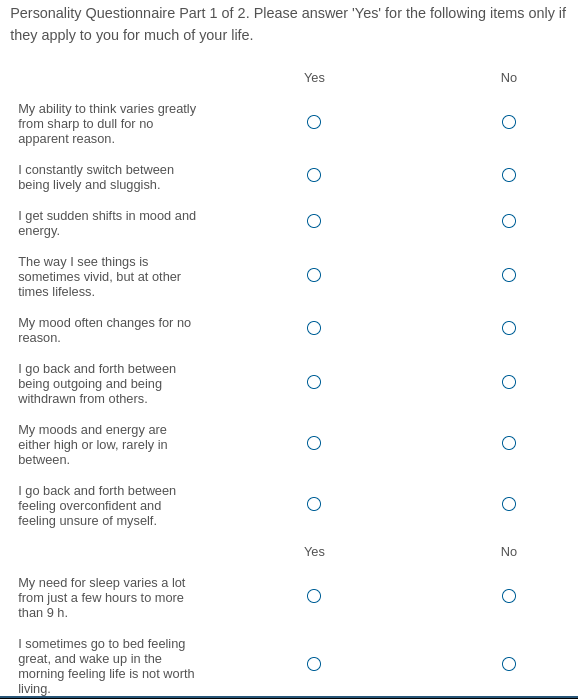 Personality Questionnaire Part 1 of 2. Please answer 'Yes' for the following items only if
they apply to you for much of your life.
Yes No
My ability to think varies greatly
from sharp to dull for no
apparent reason.
I constantly switch between
being lively and sluggish.
I get sudden shifts in mood and
energy.
The way I see things is
sometimes vivid, but at other
times lifeless.
My mood often changes for no
reason.
I go back and forth between
being outgoing and being
withdrawn from others.
My moods and energy are
either high or low, rarely in
between.
I go back and forth between
feeling overconfident and
feeling unsure of myself.
Yes No
My need for sleep varies a lot
from just a few hours to more
than 9 h.
I sometimes go to bed feeling
great, and wake up in the
morning feeling life is not worth
living.